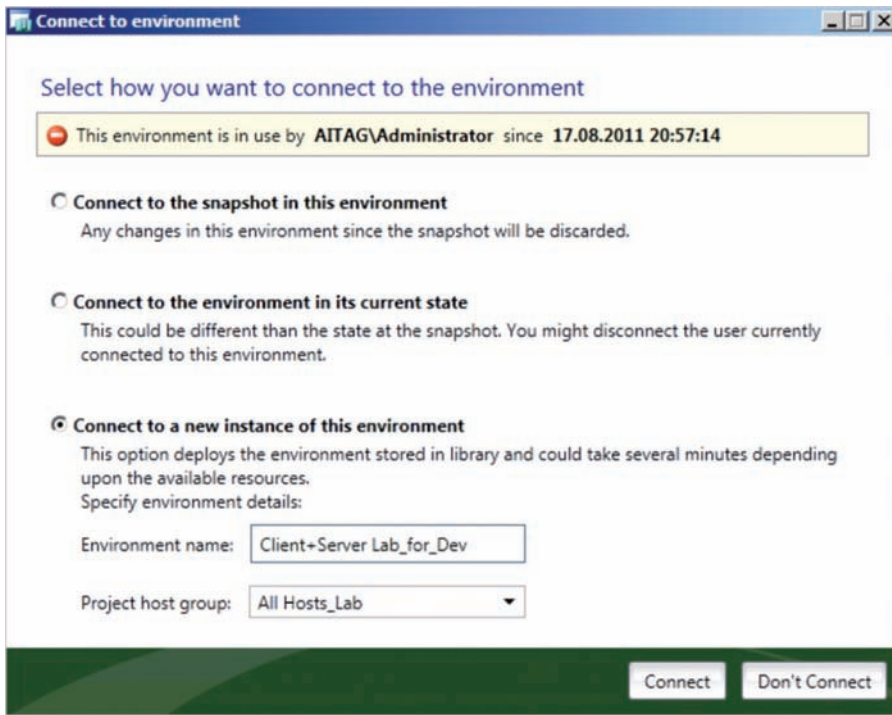 Connect to environment
Select how you want to connect to the environment
This environment is in use by AITAG\Administrator since 17.08.2011 20:57:14
Connect to the snapshot in this environment
Any changes in this environment since the snapshot will be discarded.
Connect to the environment in its current state
This could be different than the state at the snapshot. You might disconnect the user currently
connected to this environment.
Connect to a new instance of this environment
This option deploys the environment stored in library and could take several minutes depending
upon the available resources.
Specify environment details:
Environment name: Client+Server Lab_for_Dev
Project host group: All Hosts_Lab
Connect Don't Connect